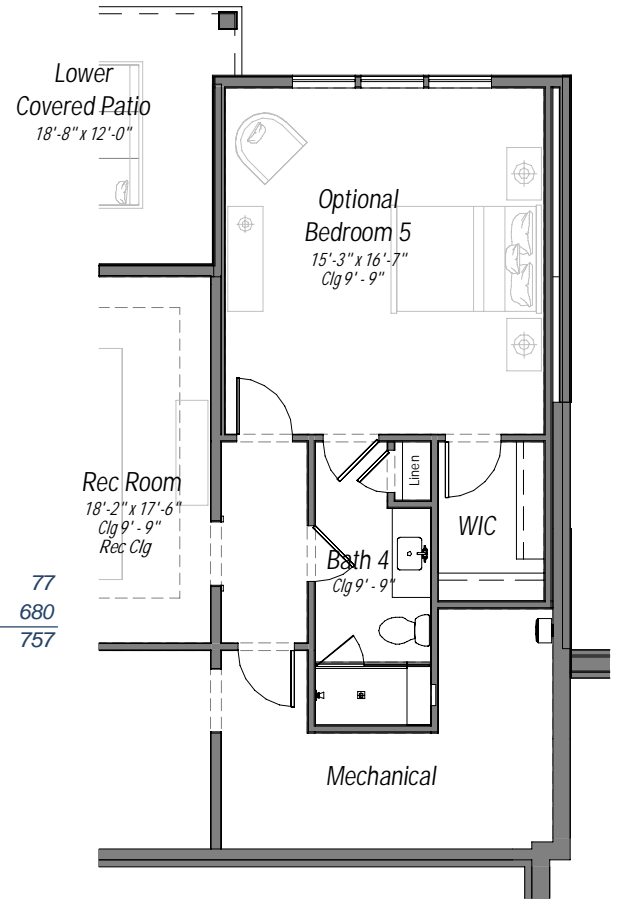 Lower
Covered Patio
18'-8" x 12'-0"
Optional
Bedroom 5
15'-3" x 16'-7"
Clg 9' - 9"
Rec Room
18'-2" x 17'-6"
Clg 9' - 9"
Rec Clg
Linen
WIC
Bath 4
Clg 9' - 9"
77
680
757
Mechanical